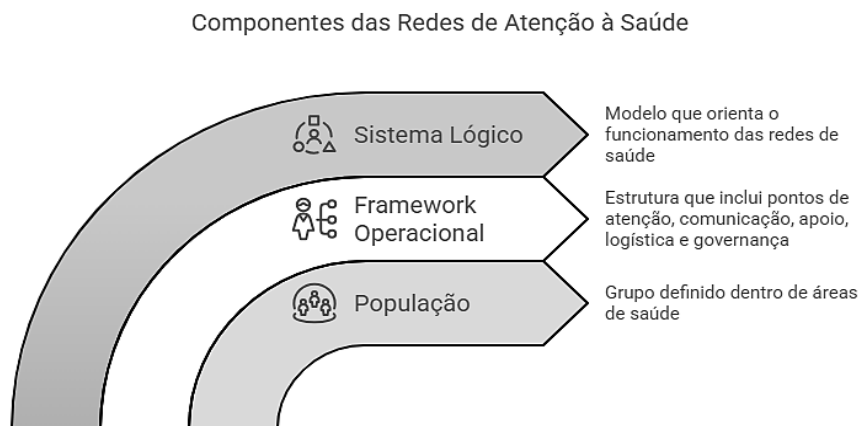 Componentes das Redes de Atenção à Saúde
Sistema Lógico
Modelo que orienta o
funcionamento das redes de
saúde
Framework
Operacional
Estrutura que inclui pontos de
atenção, comunicação, apoio,
logística e governança
População
Grupo definido dentro de áreas
de saúde